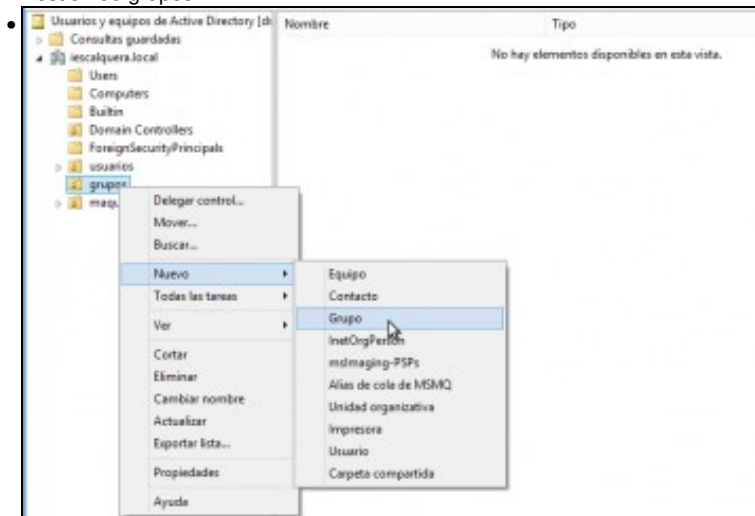 Usuarios y equipos de Active Directory [d
Consultas guardadas
iescalquera.local
Users
Computers
Builtin
Domain Controllers
ForeignSecurityPrincipals
usuarios
grupos
maqu
Nombre
Tipo
No hay elementos disponibles en esta vista.
Delegar control...
Mover...
Buscar...
Nuevo
Todas las tareas
Ver
Cortar
Eliminar
Cambiar nombre
Actualizar
Exportar lista...
Propiedades
Ayuda
Equipo
Contacto
Grupo
InetOrgPerson
msImaging-PSPs
Alias de cola de MSMQ
Unidad organizativa
Impresora
Usuario
Carpeta compartida